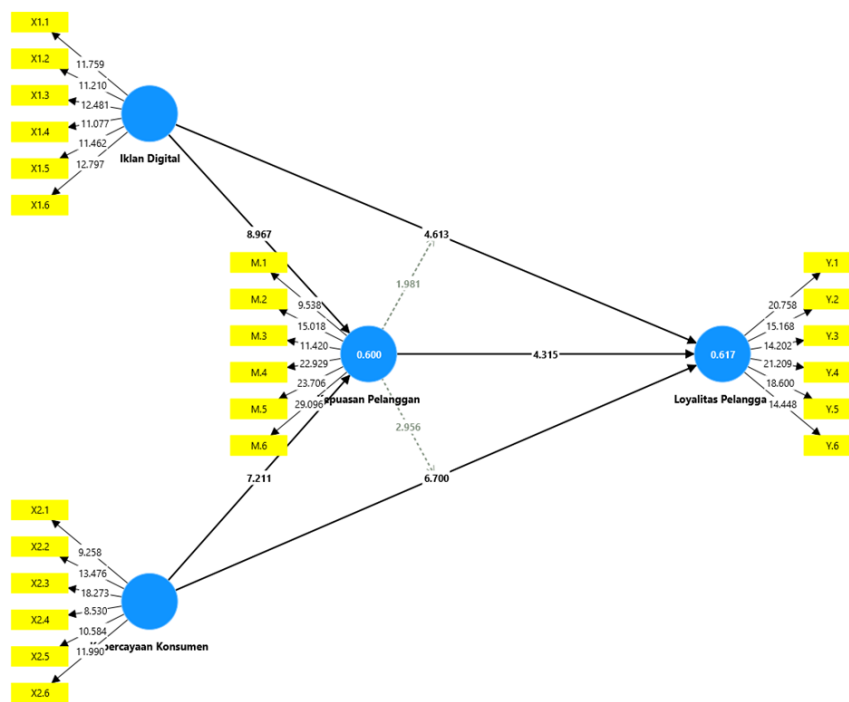 X1.1
11.759
X1.2
11.210
X1.3
12.481
X1.4
11.077
X1.5
11.462
X1.6
12.797
Iklan Digital
8.967
4.613
M.1
9.538
M.2
15.018
M.3
11.420
M.4
22.929
M.5
23.706
M.6
29.096
0.600
epuasan Pelanggan
1.981
2.956
4.315
7.211
6.700
0.617
Loyalitas Pelangga
Y.1
20.758
Y.2
15.168
Y.3
14.202
Y.4
21.209
Y.5
18.600
Y.6
14.448
X2.1
9.258
X2.2
13.476
X2.3
18.273
X2.4
8.530
X2.5
10.584
X2.6
11.990
percayaan Konsumen